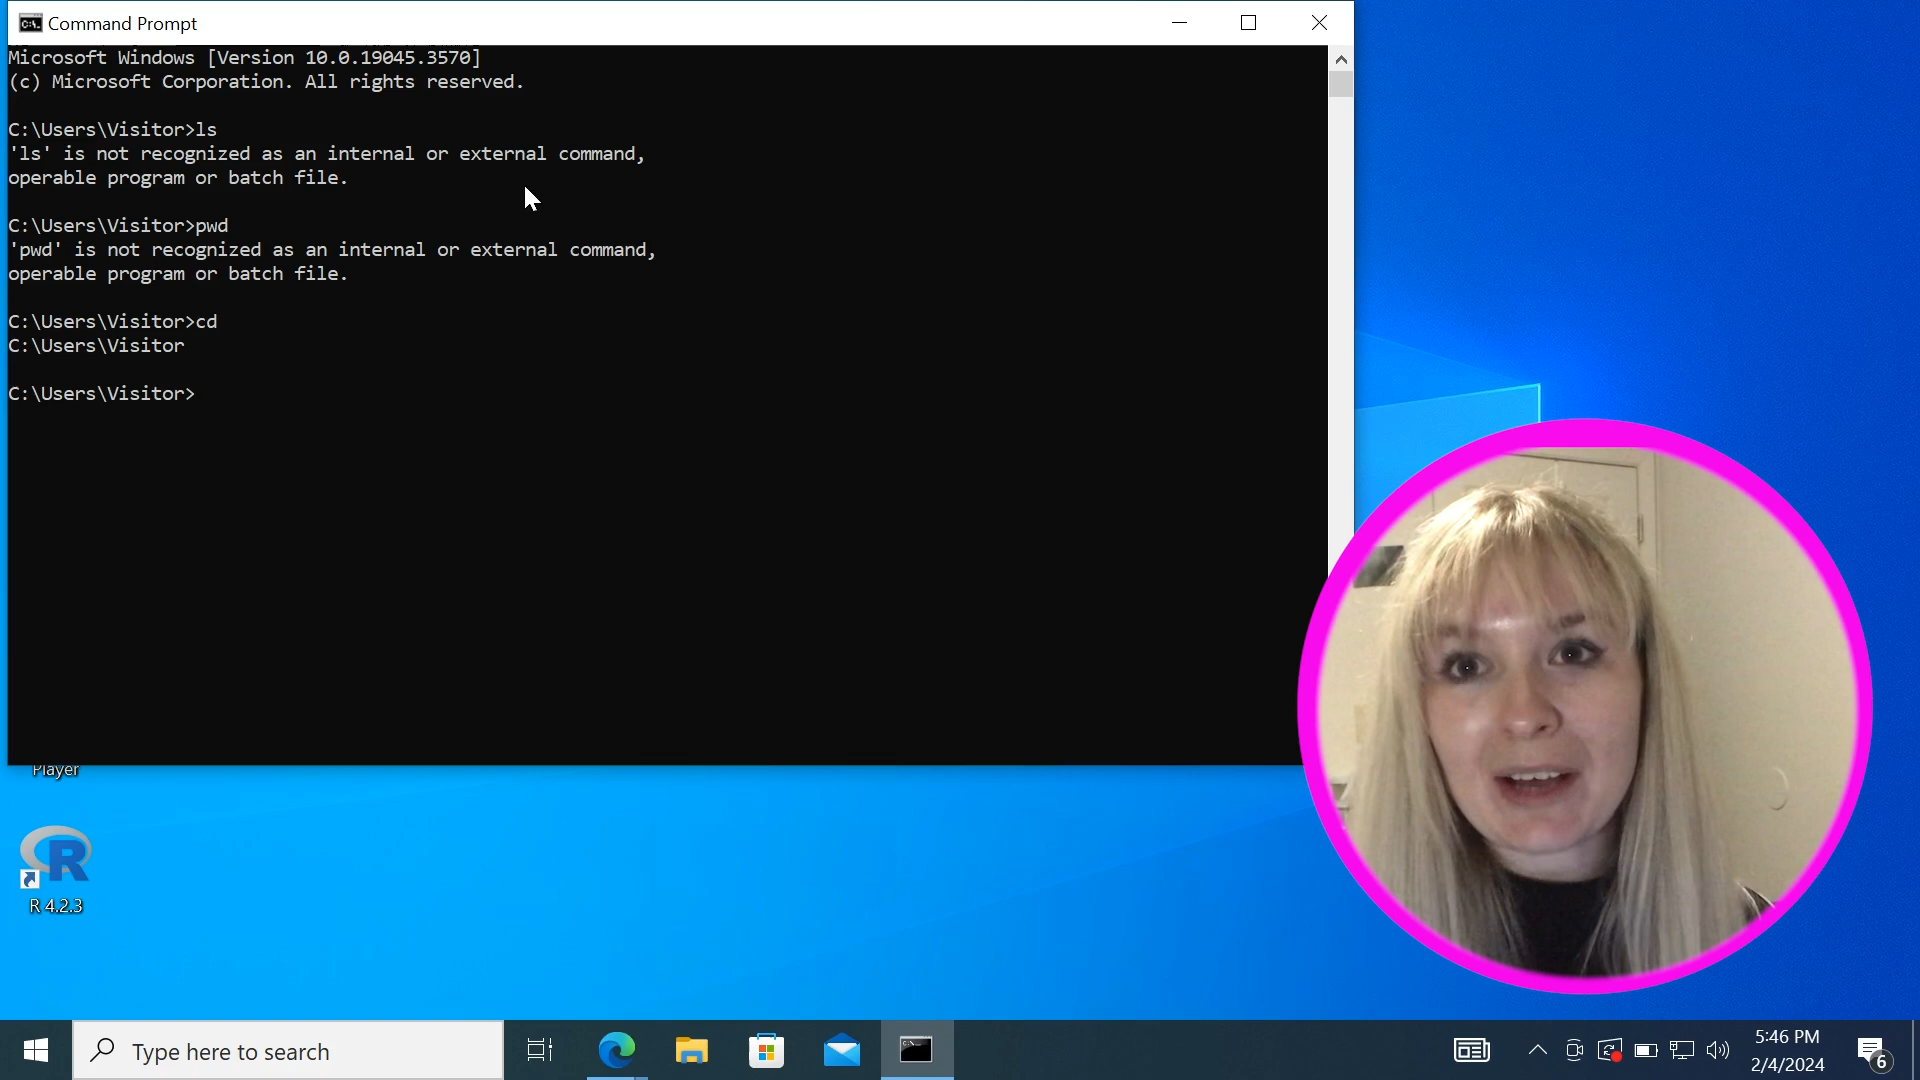 Command Prompt
Microsoft Windows [Version 10.0.19045.3570]
(c) Microsoft Corporation. All rights reserved.
C:\Users\Visitor>ls
'ls' is not recognized as an internal or external command,
operable program or batch file.
C:\Users\Visitor>pwd
'pwd' is not recognized as an internal or external command,
operable program or batch file.
C:\Users\Visitor>cd
C:\Users\Visitor
C:\Users\Visitor>
Player
R 4.2.3
Type here to search
5:46 PM
2/4/2024
6